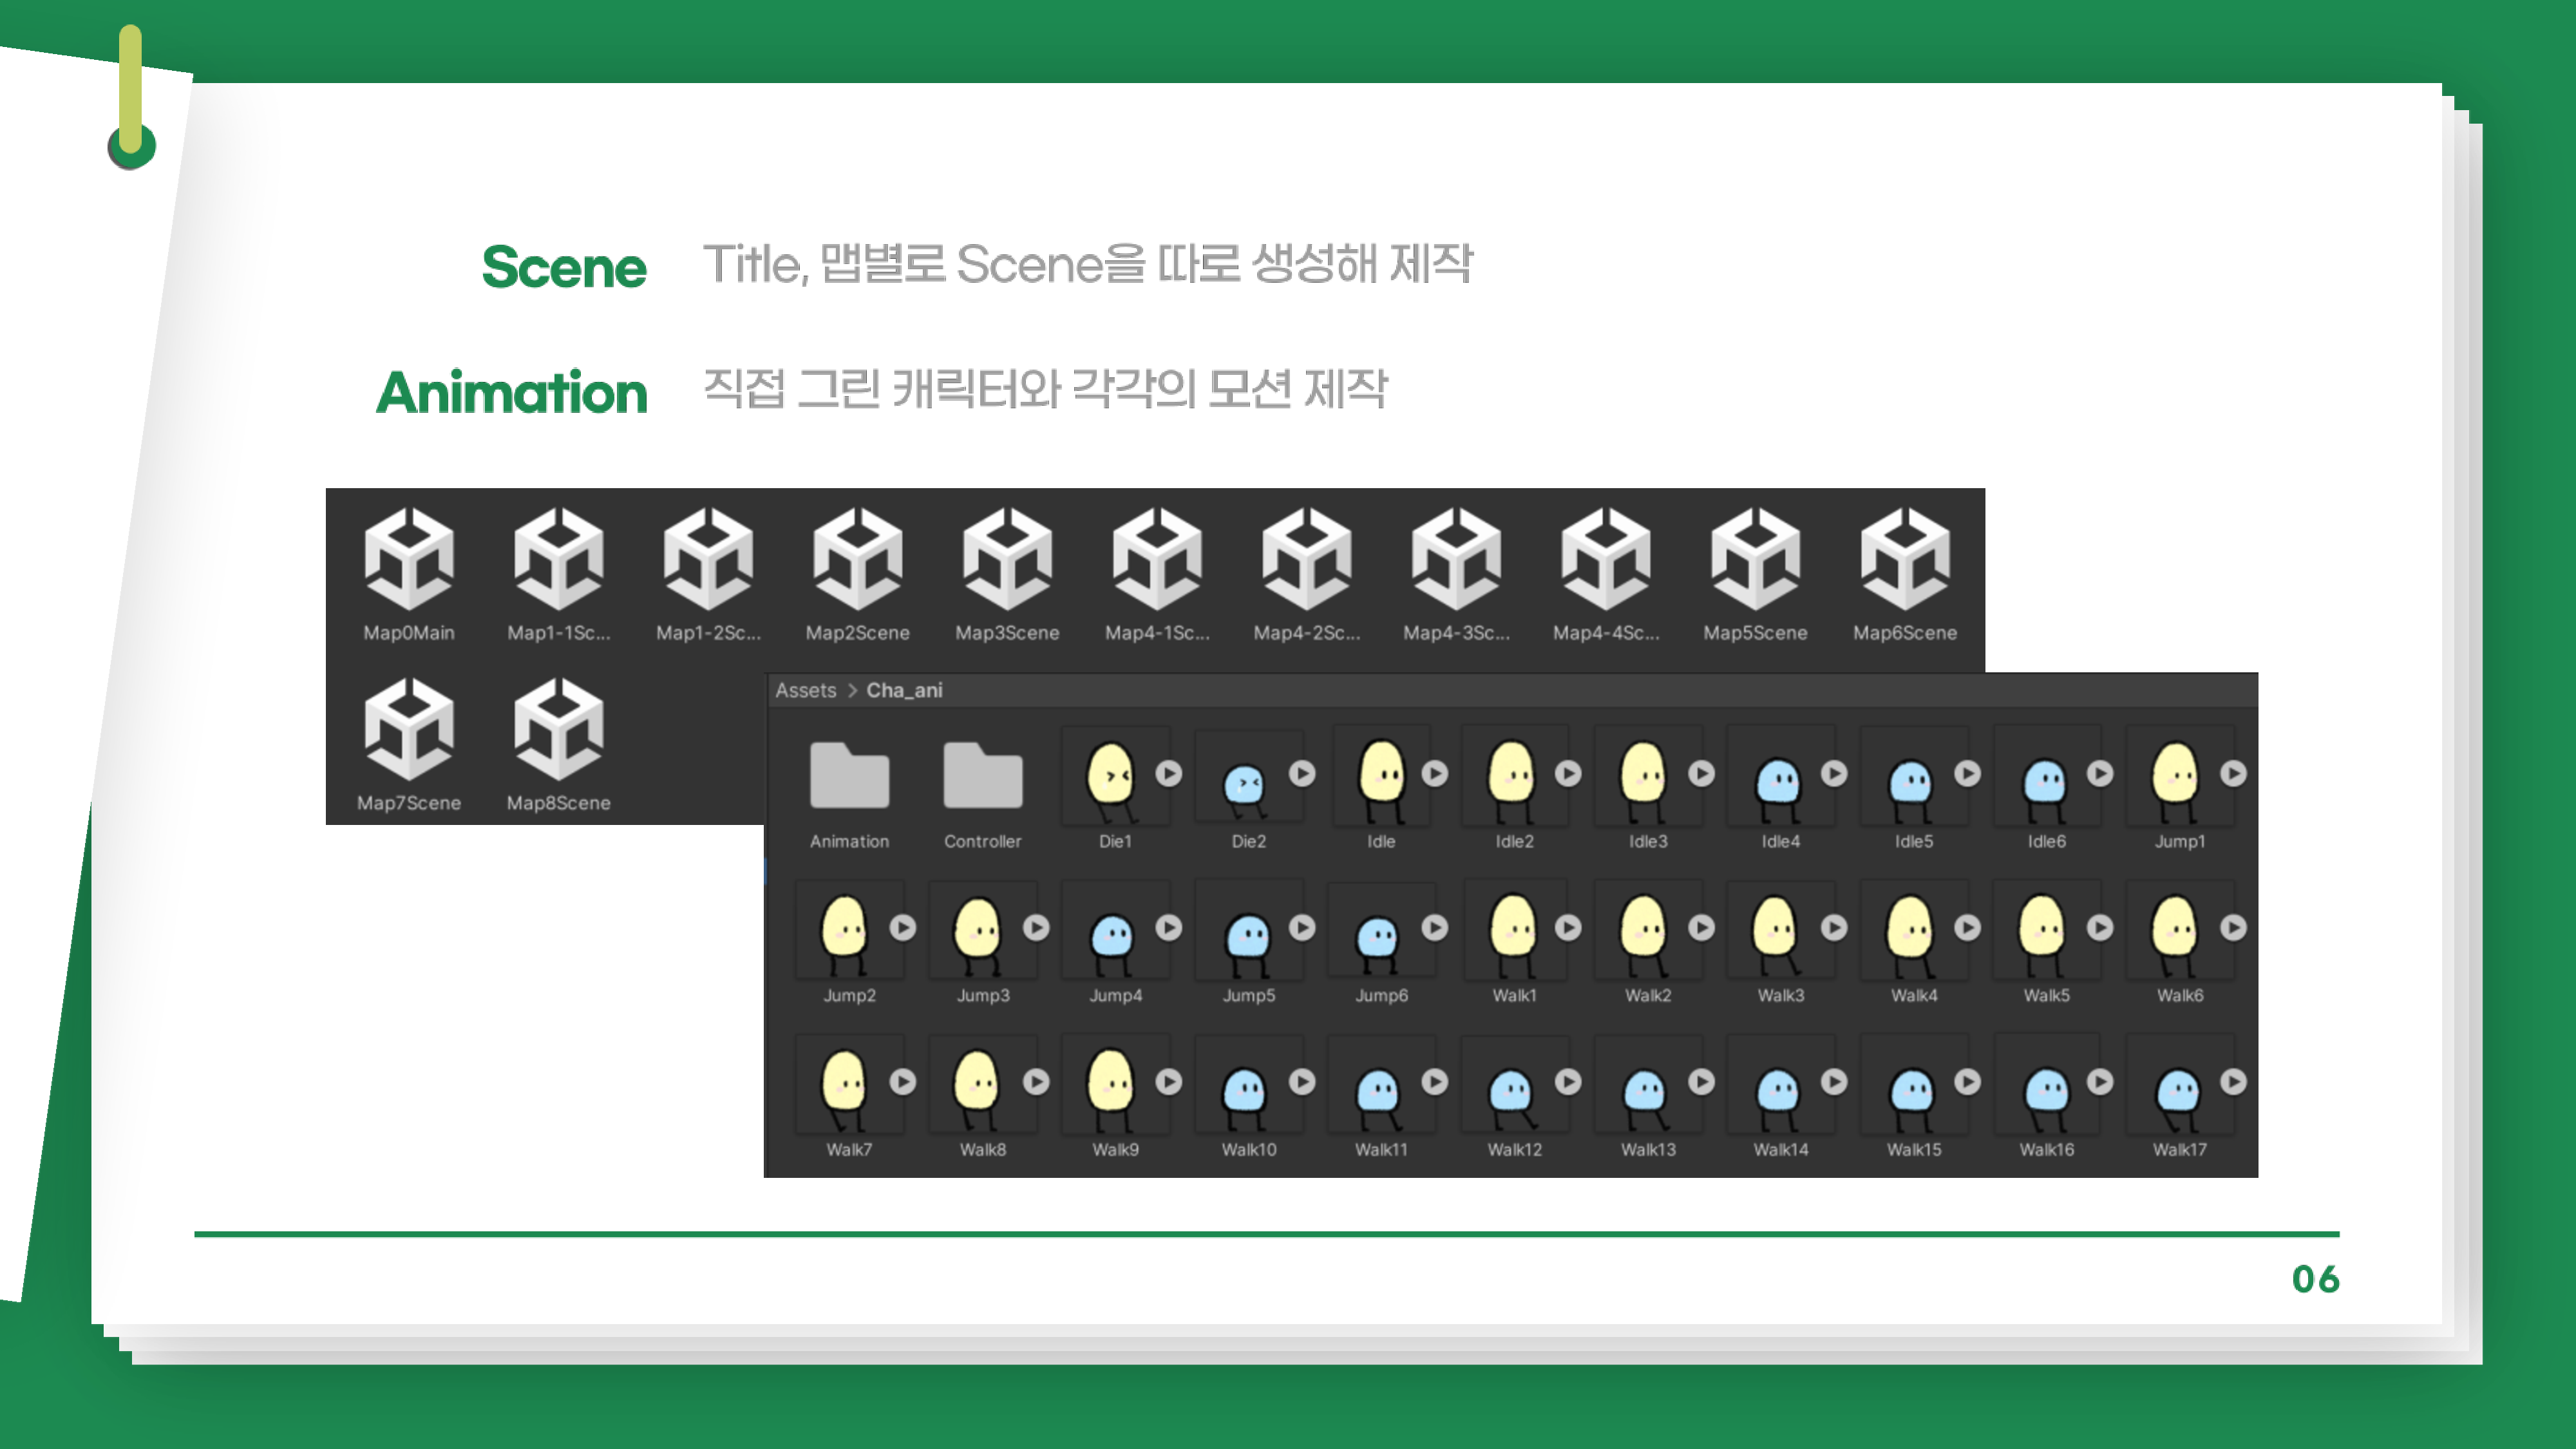 Scene Title, 맵별로 Scene을 따로 생성해 제작
Animation 직접 그린 캐릭터와 각각의 모션 제작
Map0Main Map1-1Sc... Map1-2Sc... Map2Scene Map3Scene Map4-1Sc... Map4-2Sc... Map4-3Sc... Map4-4Sc... Map5Scene Map6Scene
Map7Scene Map8Scene
Assets > Cha_ani
Animation Controller Die1 Die2 Idle Idle2 Idle3 Idle4 Idle5 Idle6 Jump1
Jump2 Jump3 Jump4 Jump5 Jump6 Walk1 Walk2 Walk3 Walk4 Walk5 Walk6
Walk7 Walk8 Walk9 Walk10 Walk11 Walk12 Walk13 Walk14 Walk15 Walk16 Walk17
06